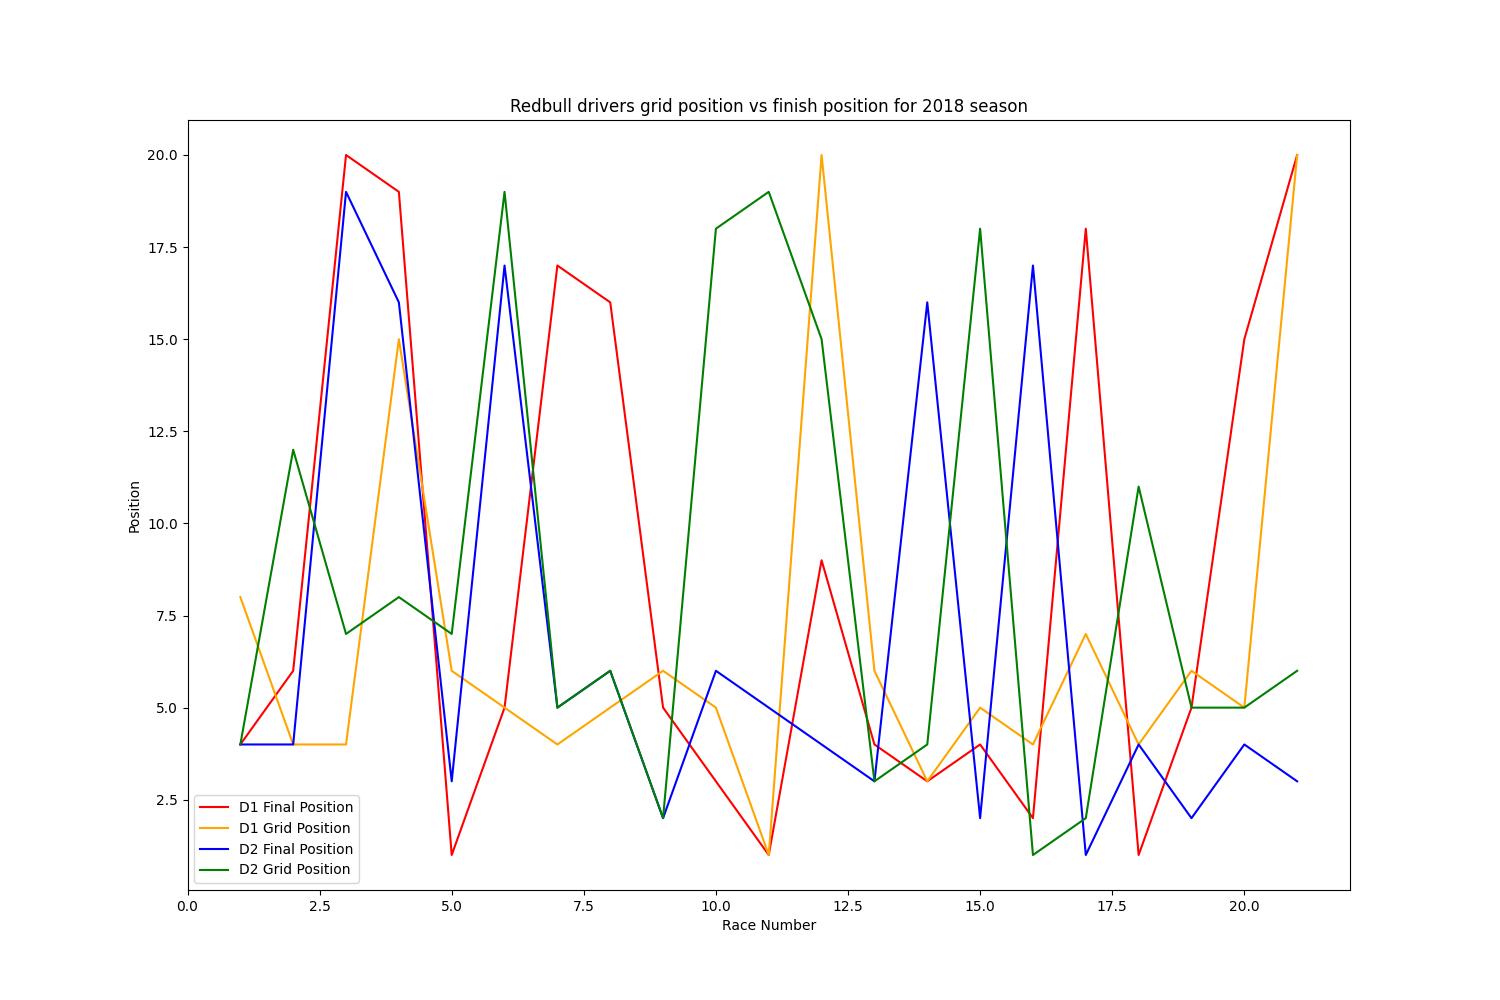 Redbull drivers grid position vs finish position for 2018 season
20.0
17.5
15.0
12.5
10.0
7.5
5.0
2.5
Position
D1 Final Position
D1 Grid Position
D2 Final Position
D2 Grid Position
0.0 2.5 5.0 7.5 10.0 12.5 15.0 17.5 20.0
Race Number